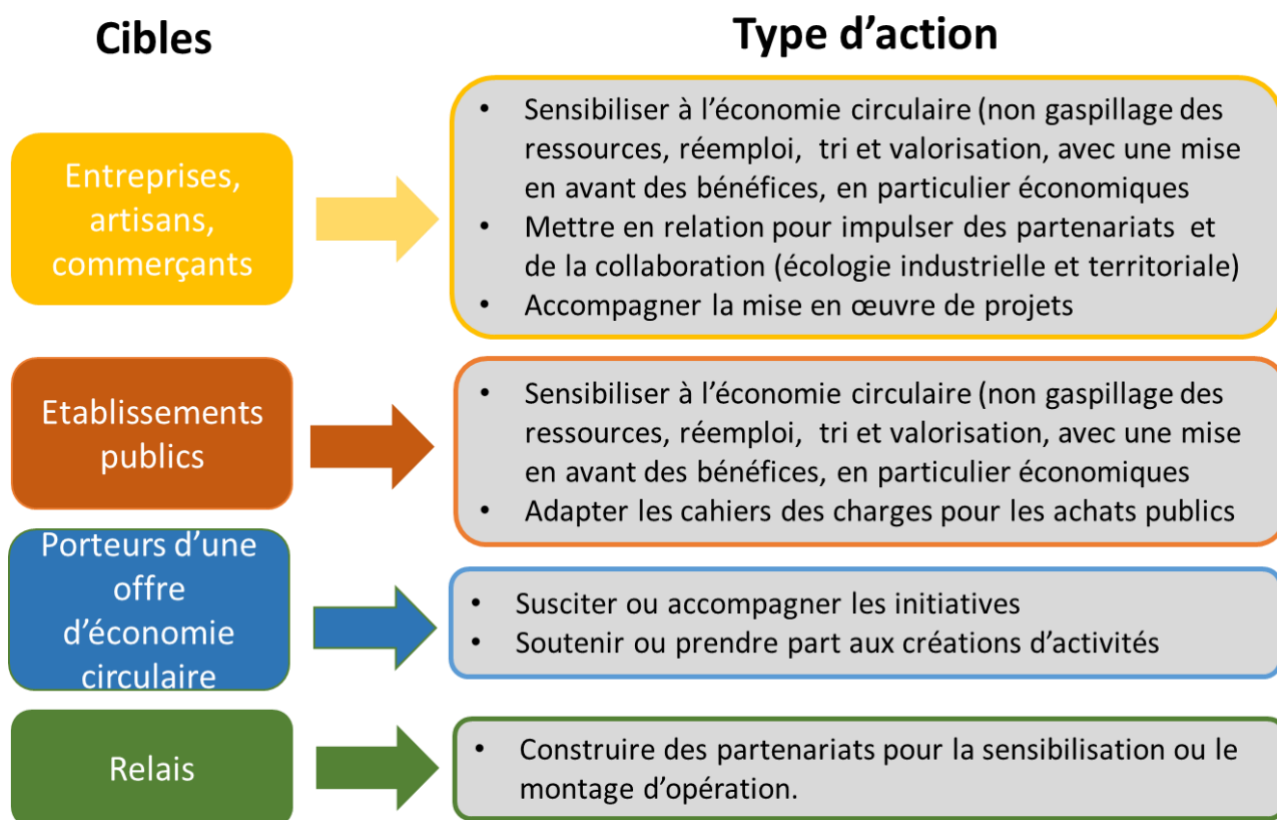 Cibles
Type d'action
Entreprises,
artisans,
commerçants
• Sensibiliser à l'économie circulaire (non gaspillage des
ressources, réemploi, tri et valorisation, avec une mise
en avant des bénéfices, en particulier économiques
• Mettre en relation pour impulser des partenariats et
de la collaboration (écologie industrielle et territoriale)
• Accompagner la mise en œuvre de projets
Etablissements
publics
• Sensibiliser à l'économie circulaire (non gaspillage des
ressources, réemploi, tri et valorisation, avec une mise
en avant des bénéfices, en particulier économiques
• Adapter les cahiers des charges pour les achats publics
Porteurs d'une
offre
d'économie
circulaire
• Susciter ou accompagner les initiatives
• Soutenir ou prendre part aux créations d'activités
Relais
• Construire des partenariats pour la sensibilisation ou le
montage d'opération.